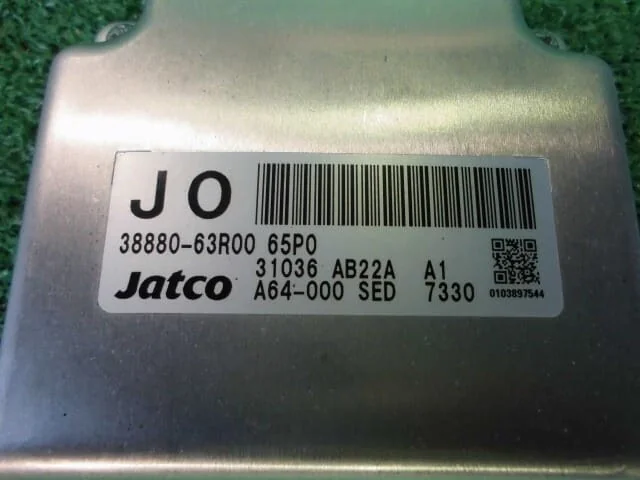 JO
38880-63R00 65P0
31036 AB22A A1
Jatco A64-000 SED 7330
0103897544